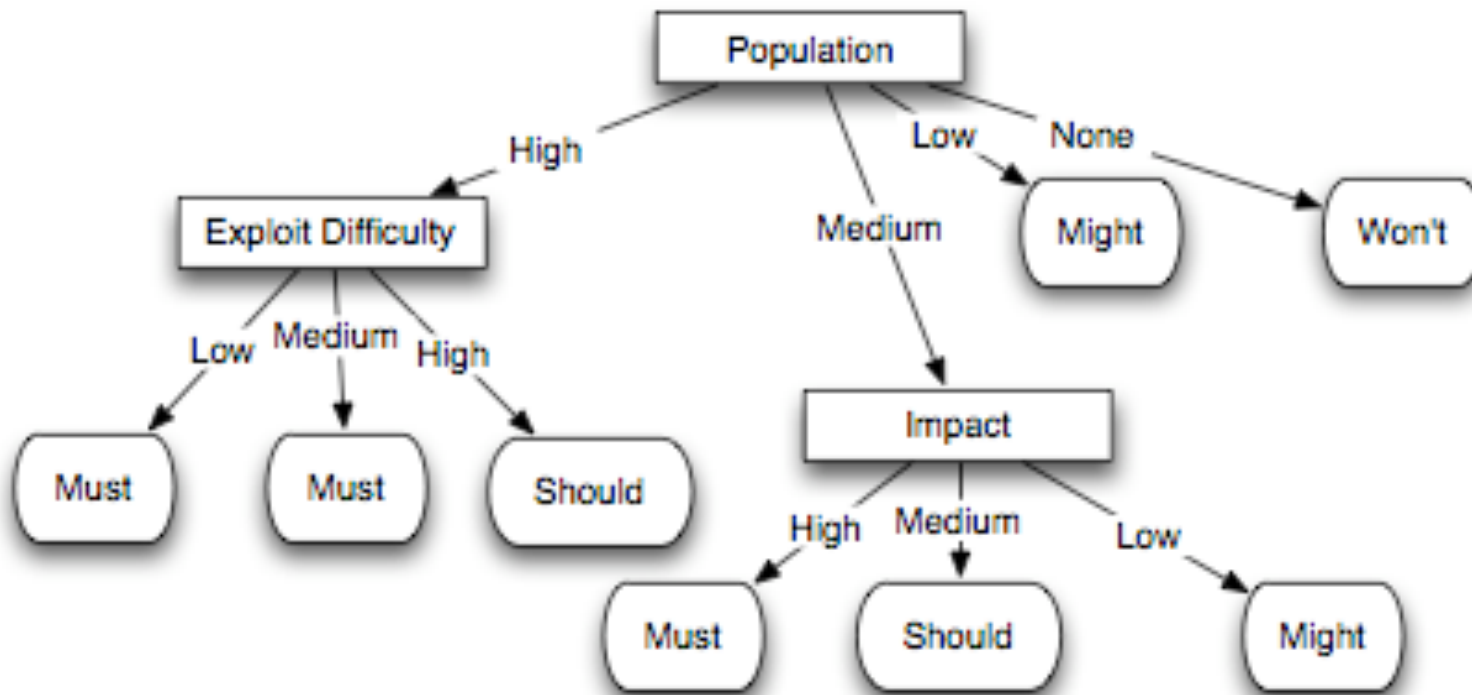 Population
High
Low
None
Exploit Difficulty
Medium
Might
Won't
Low
Medium
High
Impact
Must
Must
Should
High
Medium
Low
Must
Should
Might